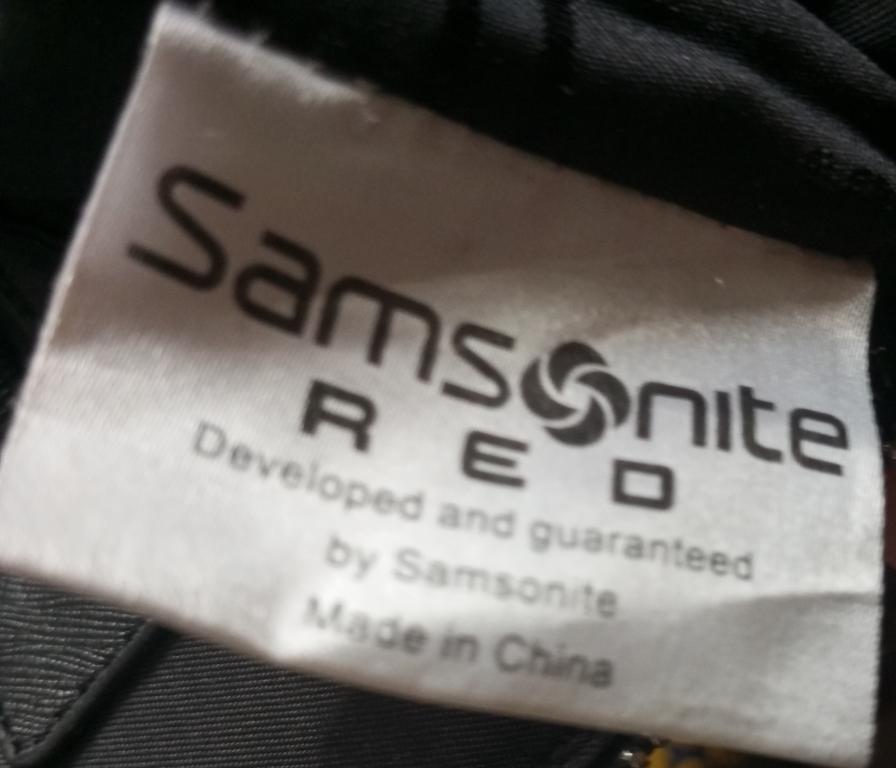 Samsonite
RED
Developed and guaranteed
by Samsonite
Made in China